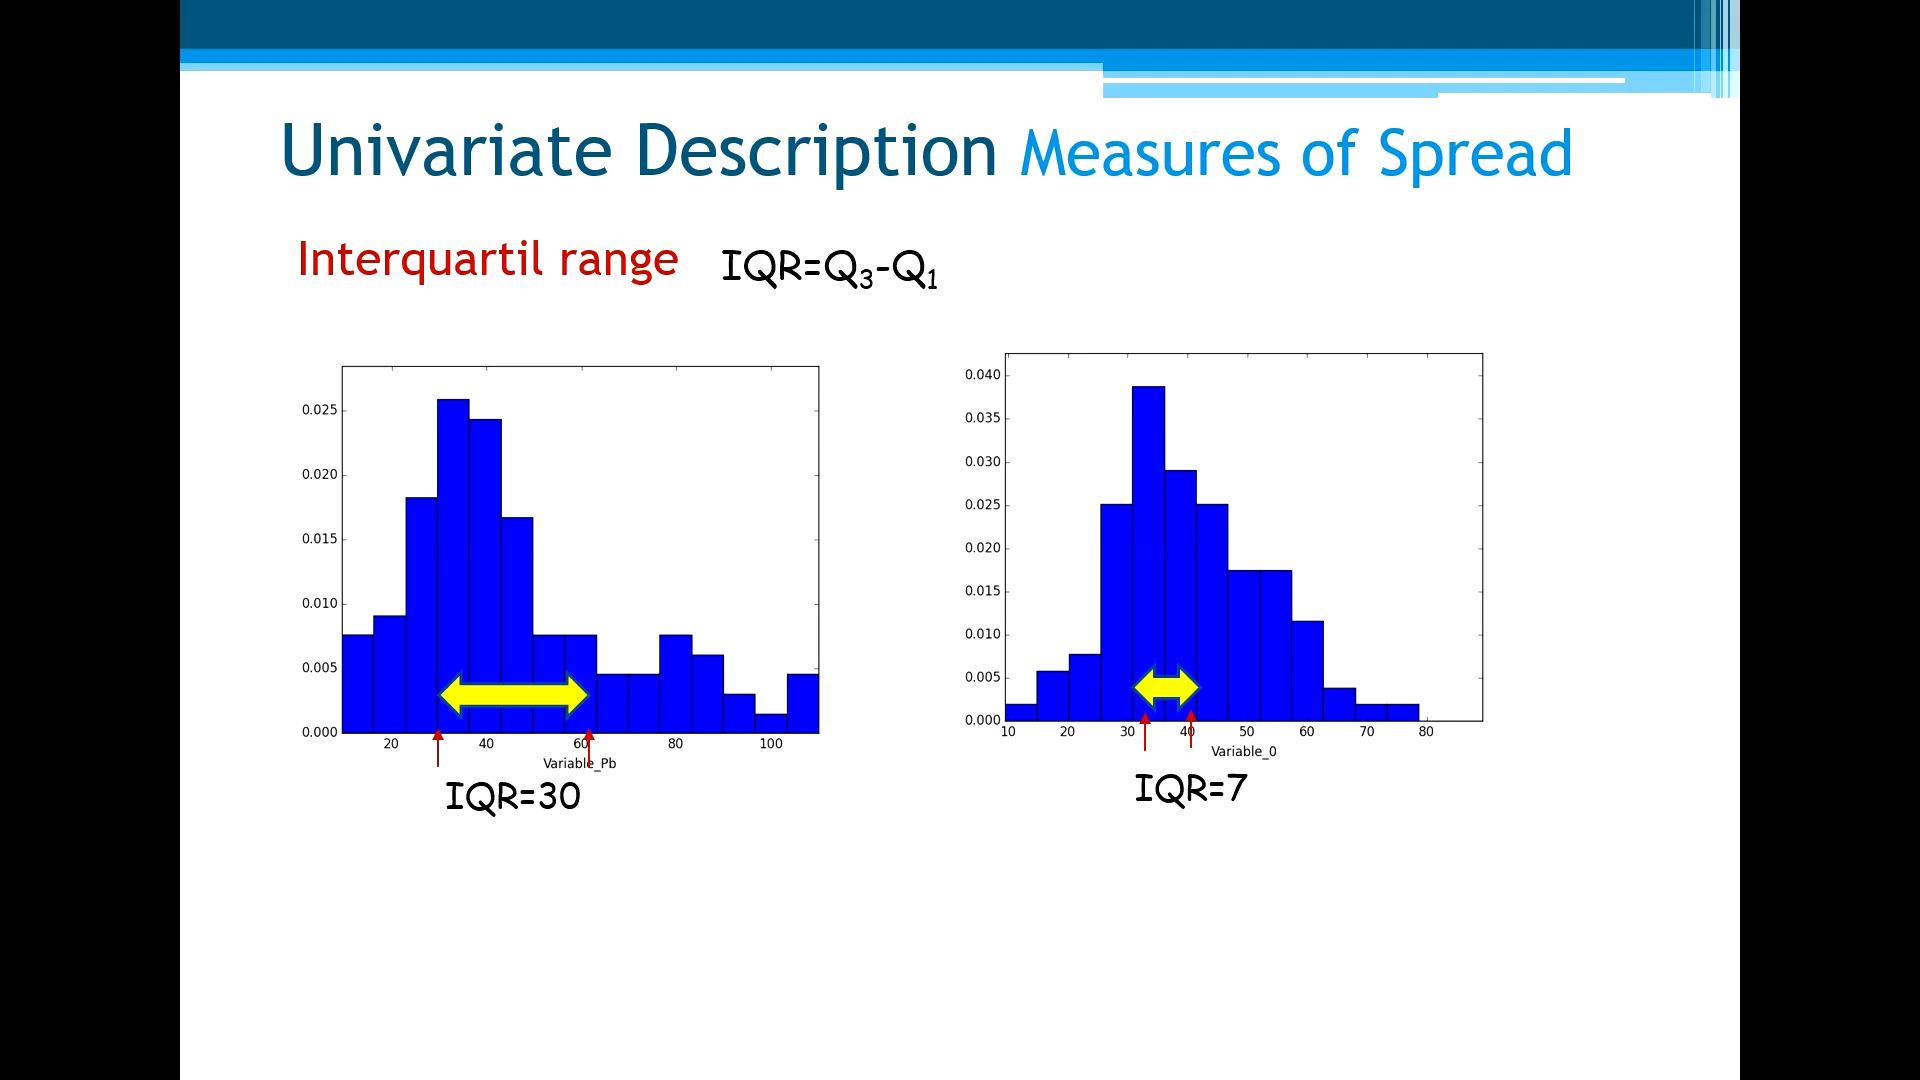 Univariate Description Measures of Spread
Interquartil range IQR=Q3-Q1
0.025
0.020
0.015
0.010
0.005
0.000
20 40 60 80 100
Variable_Pb
IQR=30
0.040
0.035
0.030
0.025
0.020
0.015
0.010
0.005
0.000
10 20 30 40 50 60 70 80
Variable_0
IQR=7